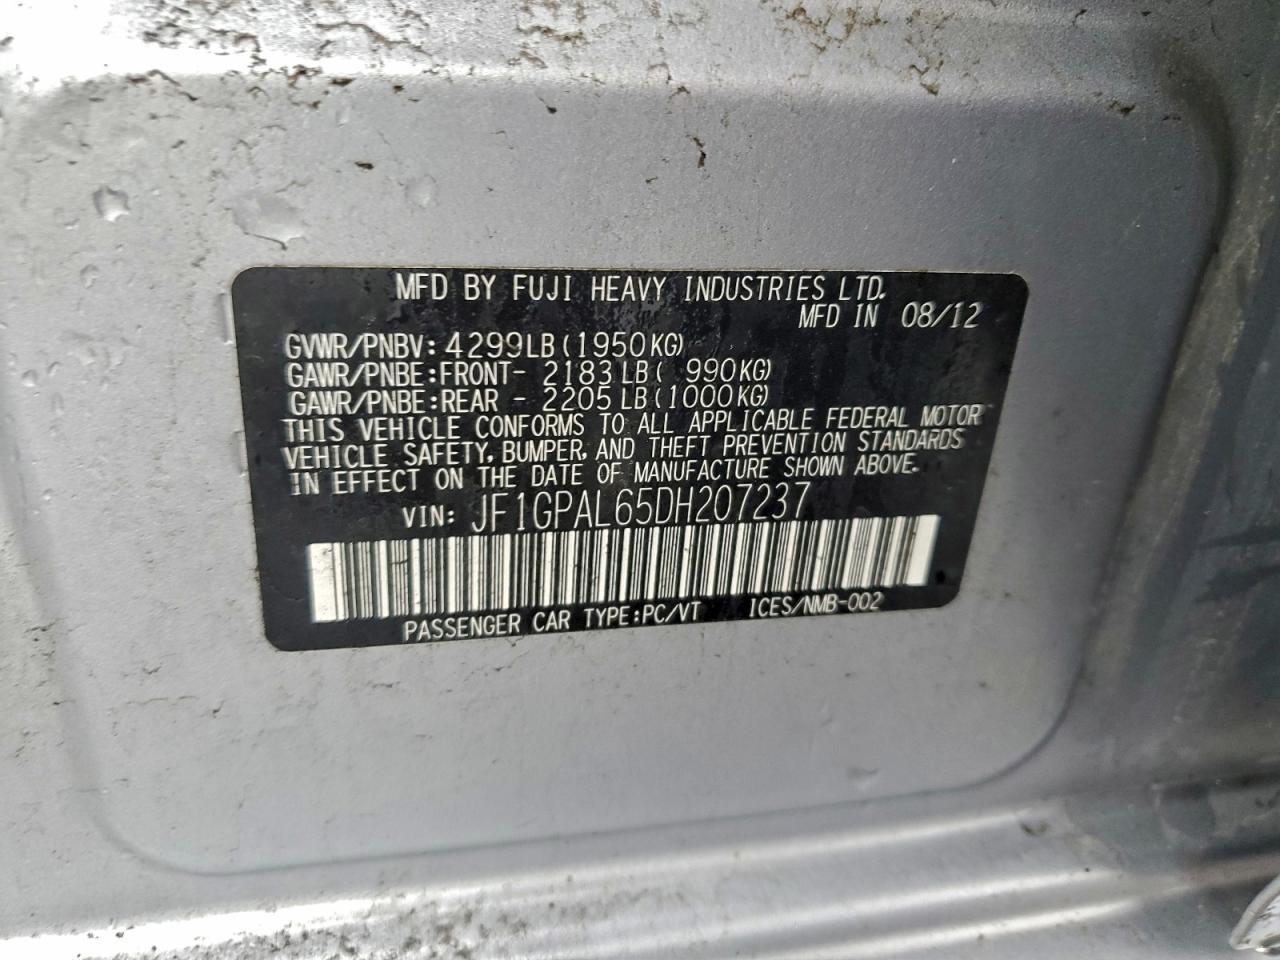 MFD BY FUJI HEAVY INDUSTRIES LTD.
MFD IN 08/12
GVWR/PNBV: 4299LB(1950KG)
GAWR/PNBE:FRONT- 2183LB( 990KG)
GAWR/PNBE:REAR - 2205LB(1000KG)
THIS VEHICLE CONFORMS TO ALL APPLICABLE FEDERAL MOTOR
VEHICLE SAFETY, BUMPER, AND THEFT PREVENTION STANDARDS
IN EFFECT ON THE DATE OF MANUFACTURE SHOWN ABOVE.
VIN: JF1GPAL65DH207237
PASSENGER CAR TYPE:PC/VT ICES/NMB-002